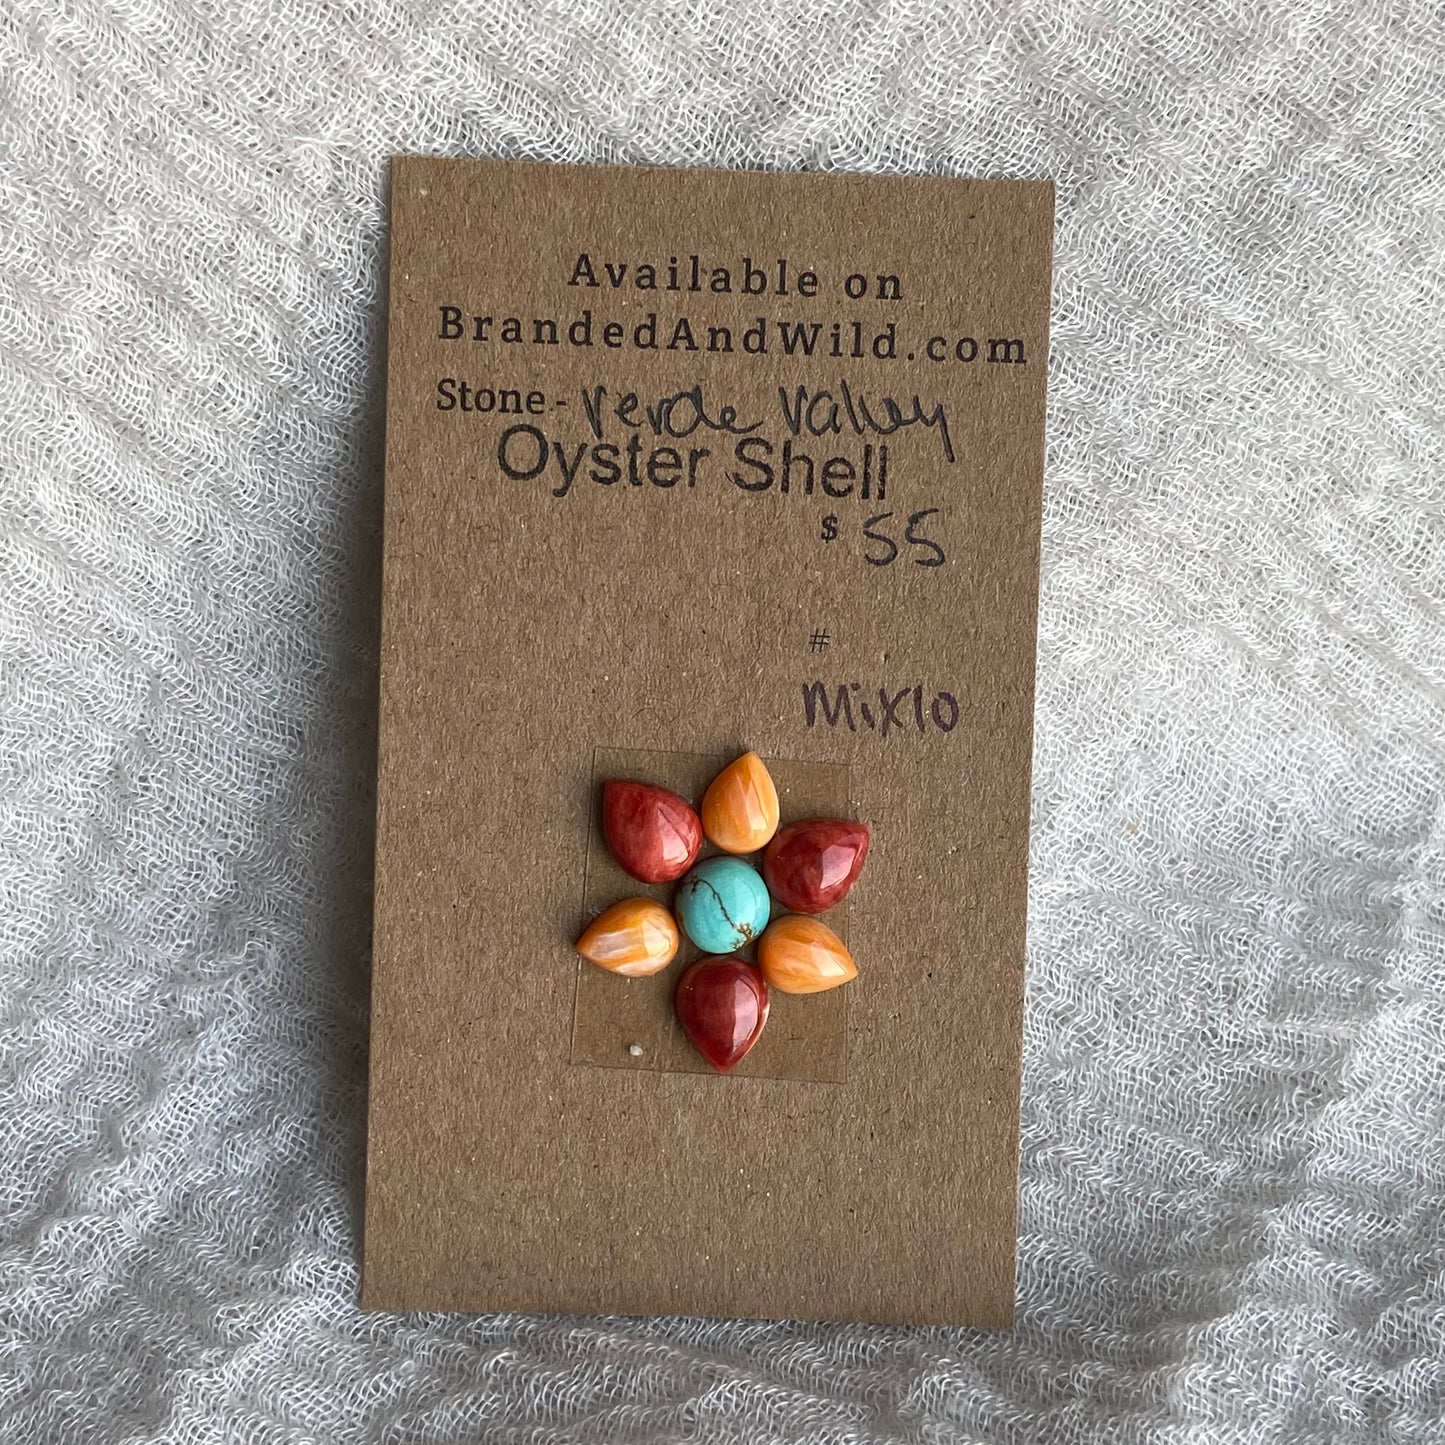 Available on
BrandedAndWild.com
Stone- Verde Valley
Oyster Shell
$ 55
#
Mix10